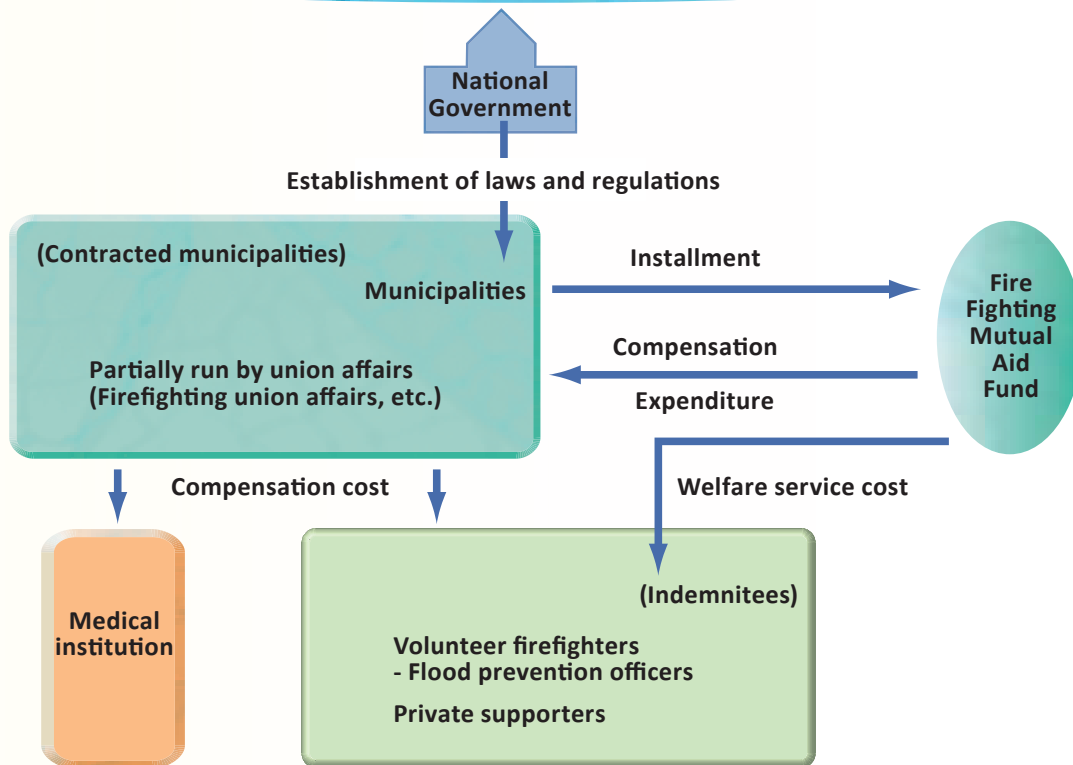 National
Government
Establishment of laws and regulations
(Contracted municipalities)
Municipalities
Partially run by union affairs
(Firefighting union affairs, etc.)
Installment
Compensation
Expenditure
Fire
Fighting
Mutual
Aid
Fund
Compensation cost
Welfare service cost
Medical
institution
(Indemnitees)
Volunteer firefighters
- Flood prevention officers
Private supporters